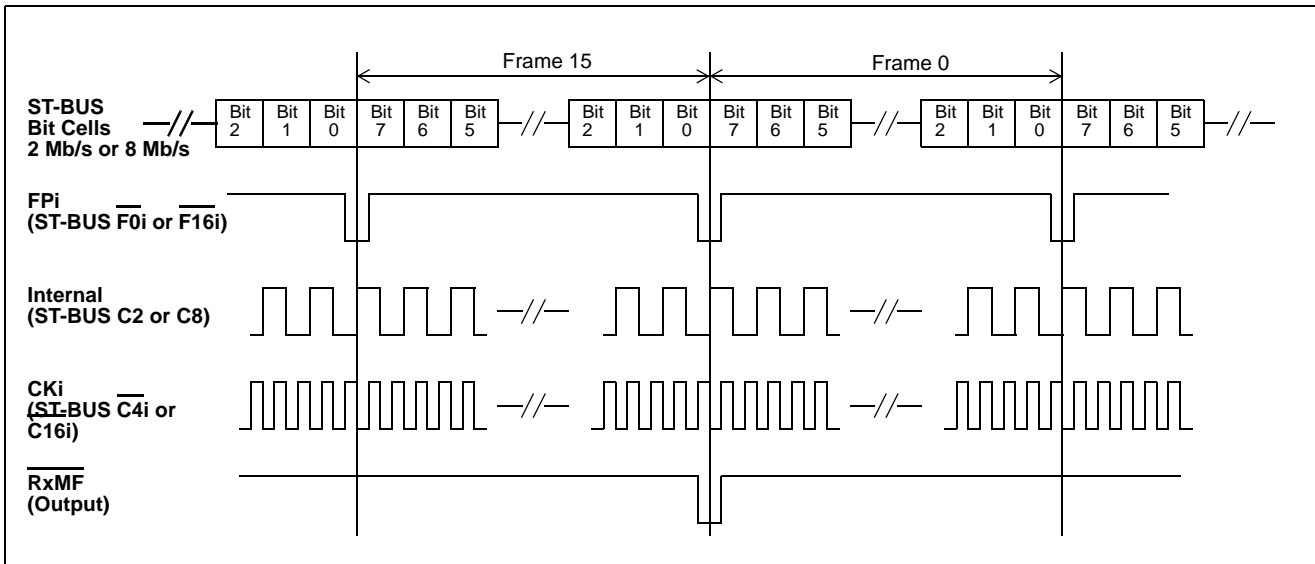 Frame 15
Frame 0
ST-BUS
Bit Cells
2 Mb/s or 8 Mb/s
Bit 2
Bit 1
Bit 0
Bit 7
Bit 6
Bit 5
Bit 2
Bit 1
Bit 0
Bit 7
Bit 6
Bit 5
Bit 2
Bit 1
Bit 0
Bit 7
Bit 6
Bit 5
FPi
(ST-BUS F0i or F16i)
Internal
(ST-BUS C2 or C8)
CKi
(ST-BUS C4i or
C16i)
RxMF
(Output)